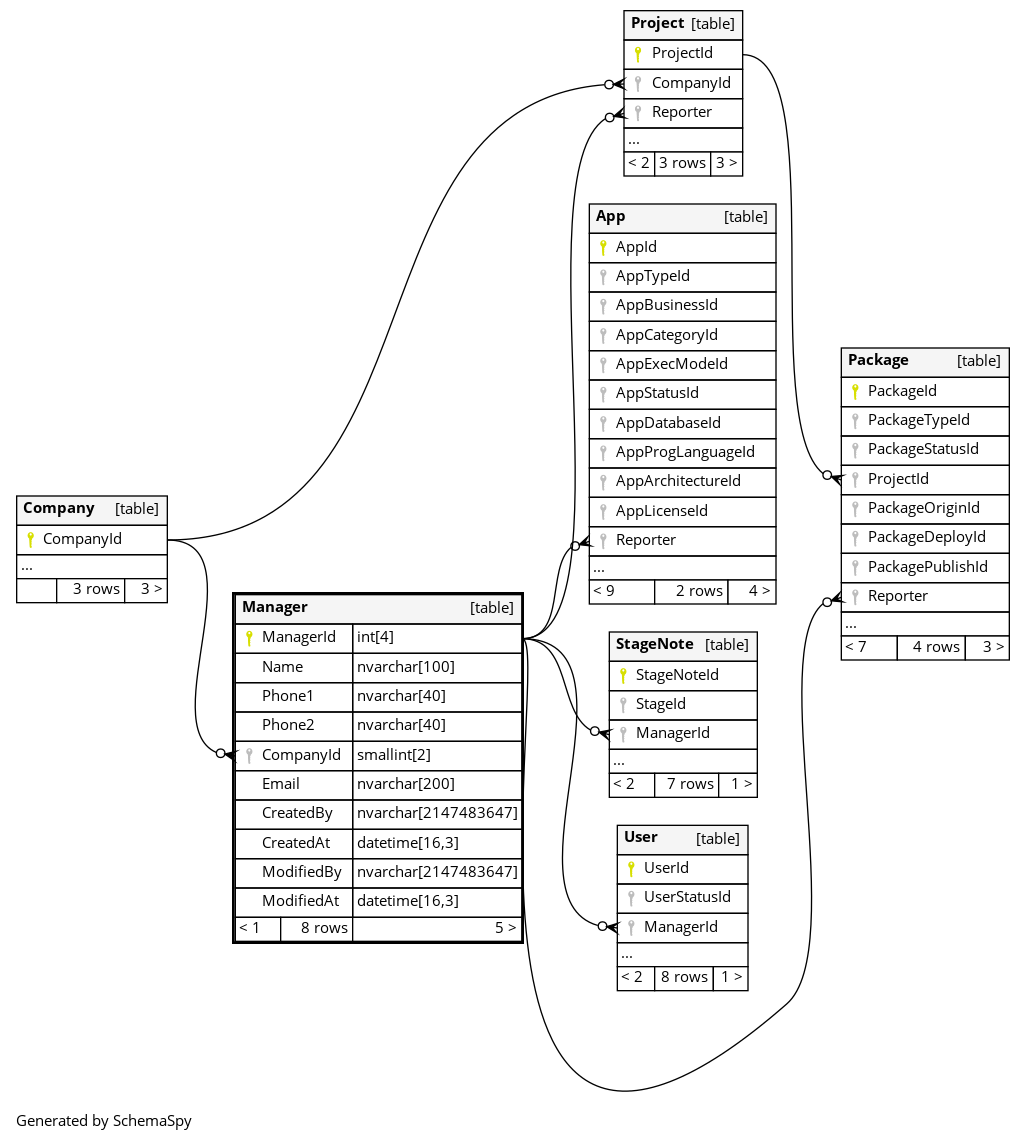 Project [table]
ProjectId
CompanyId
Reporter
...
< 2 3 rows 3 >
App [table]
AppId
AppTypeId
AppBusinessId
AppCategoryId
AppExecModeId
AppStatusId
AppDatabaseId
AppProgLanguageId
AppArchitectureId
AppLicenseId
Reporter
...
< 9 2 rows 4 >
Package [table]
PackageId
PackageTypeId
PackageStatusId
ProjectId
PackageOriginId
PackageDeployId
PackagePublishId
Reporter
...
< 7 4 rows 3 >
Company [table]
CompanyId
...
3 rows 3 >
Manager [table]
ManagerId int[4]
Name nvarchar[100]
Phone1 nvarchar[40]
Phone2 nvarchar[40]
CompanyId smallint[2]
Email nvarchar[200]
CreatedBy nvarchar[2147483647]
CreatedAt datetime[16,3]
ModifiedBy nvarchar[2147483647]
ModifiedAt datetime[16,3]
< 1 8 rows 5 >
StageNote [table]
StageNoteId
StageId
ManagerId
...
< 2 7 rows 1 >
User [table]
UserId
UserStatusId
ManagerId
...
< 2 8 rows 1 >
Generated by SchemaSpy